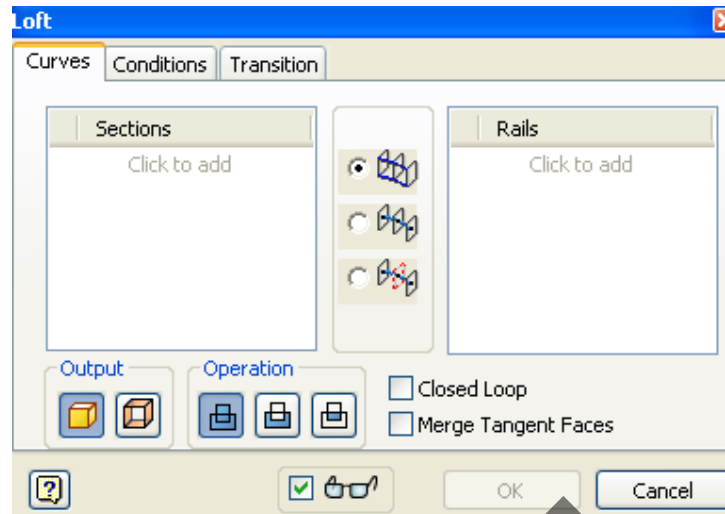 Loft
Curves Conditions Transition
Sections
Click to add
Rails
Click to add
Output
Operation
Closed Loop
Merge Tangent Faces
?
OK
Cancel